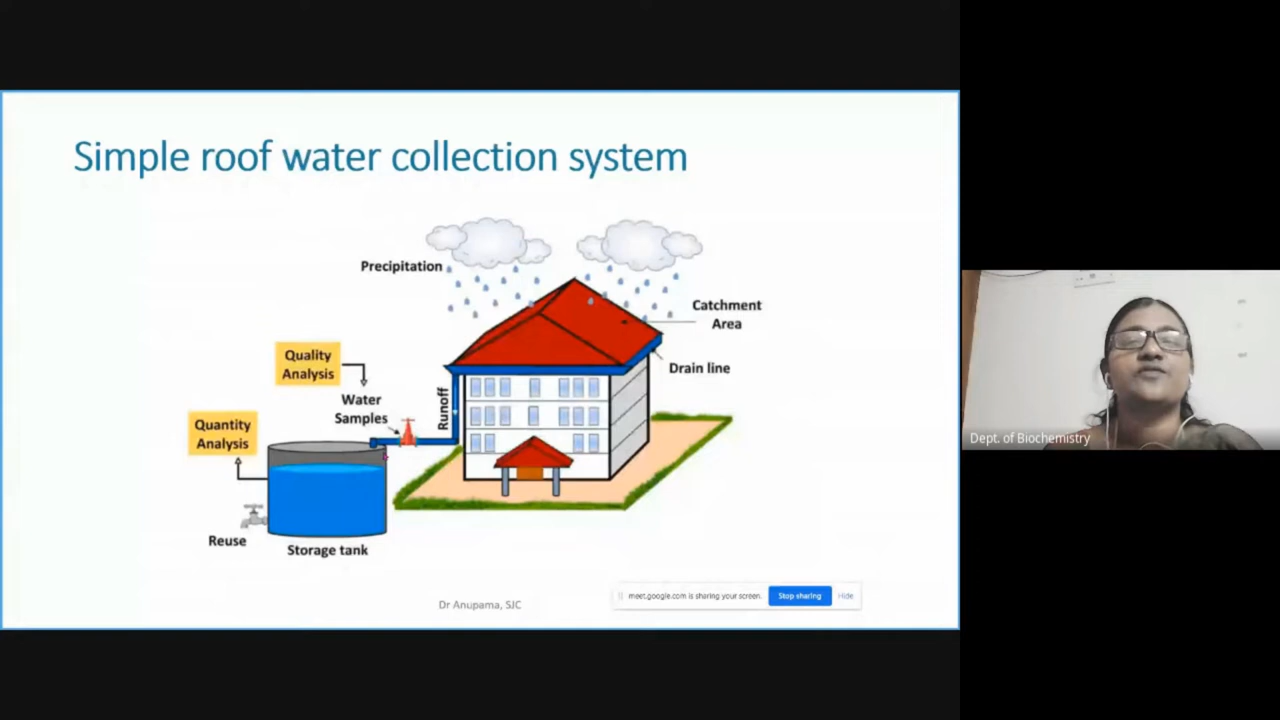 Simple roof water collection system
Precipitation
Catchment
Area
Drain line
Quality
Analysis
Water
Samples
Runoff
Quantity
Analysis
Reuse
Storage tank
Dr Anupama, SJC
meet.google.com is sharing your screen.
Stop sharing
Hide
Dept. of Biochemistry